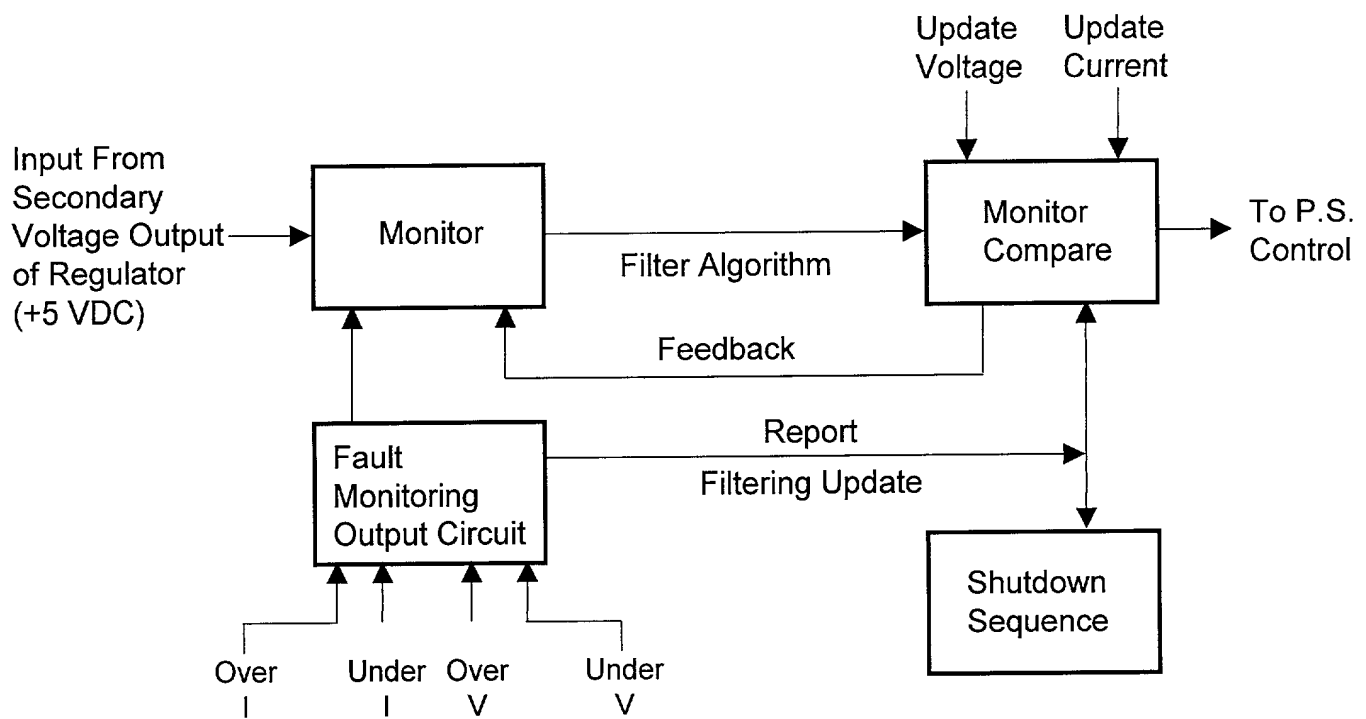 Update
Voltage
Update
Current
Input From
Secondary
Voltage Output
of Regulator
(+5 VDC)
Monitor
Filter Algorithm
Monitor
Compare
To P.S.
Control
Feedback
Fault
Monitoring
Output Circuit
Report
Filtering Update
Shutdown
Sequence
Over
I
Under
I
Over
V
Under
V